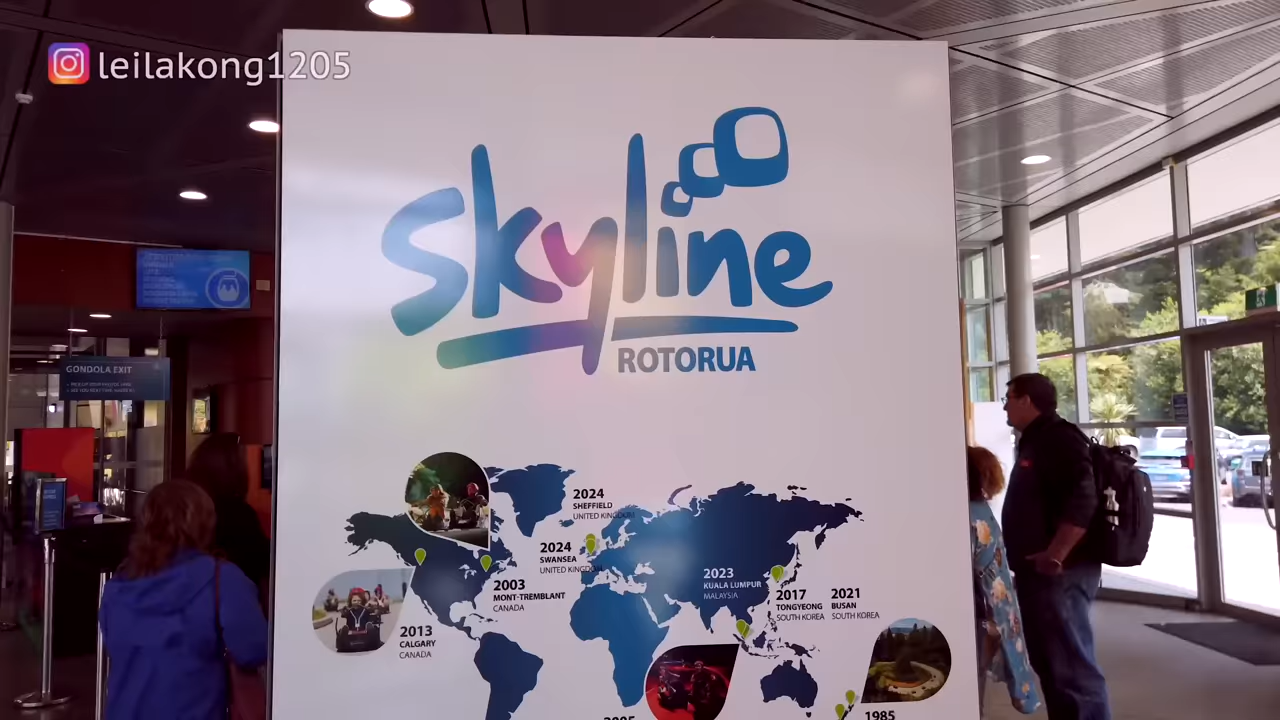 leilakong1205
skyline
ROTORUA
GONDOLA EXIT
2024
SHEFFIELD
UNITED KINGDOM
2024
SWANSEA
UNITED KINGDOM
2003
MONT-TREMBLANT
CANADA
2013
CALGARY
CANADA
2023
KUALA LUMPUR
MALAYSIA
2017
TONGYEONG
SOUTH KOREA
2021
BUSAN
SOUTH KOREA
1985